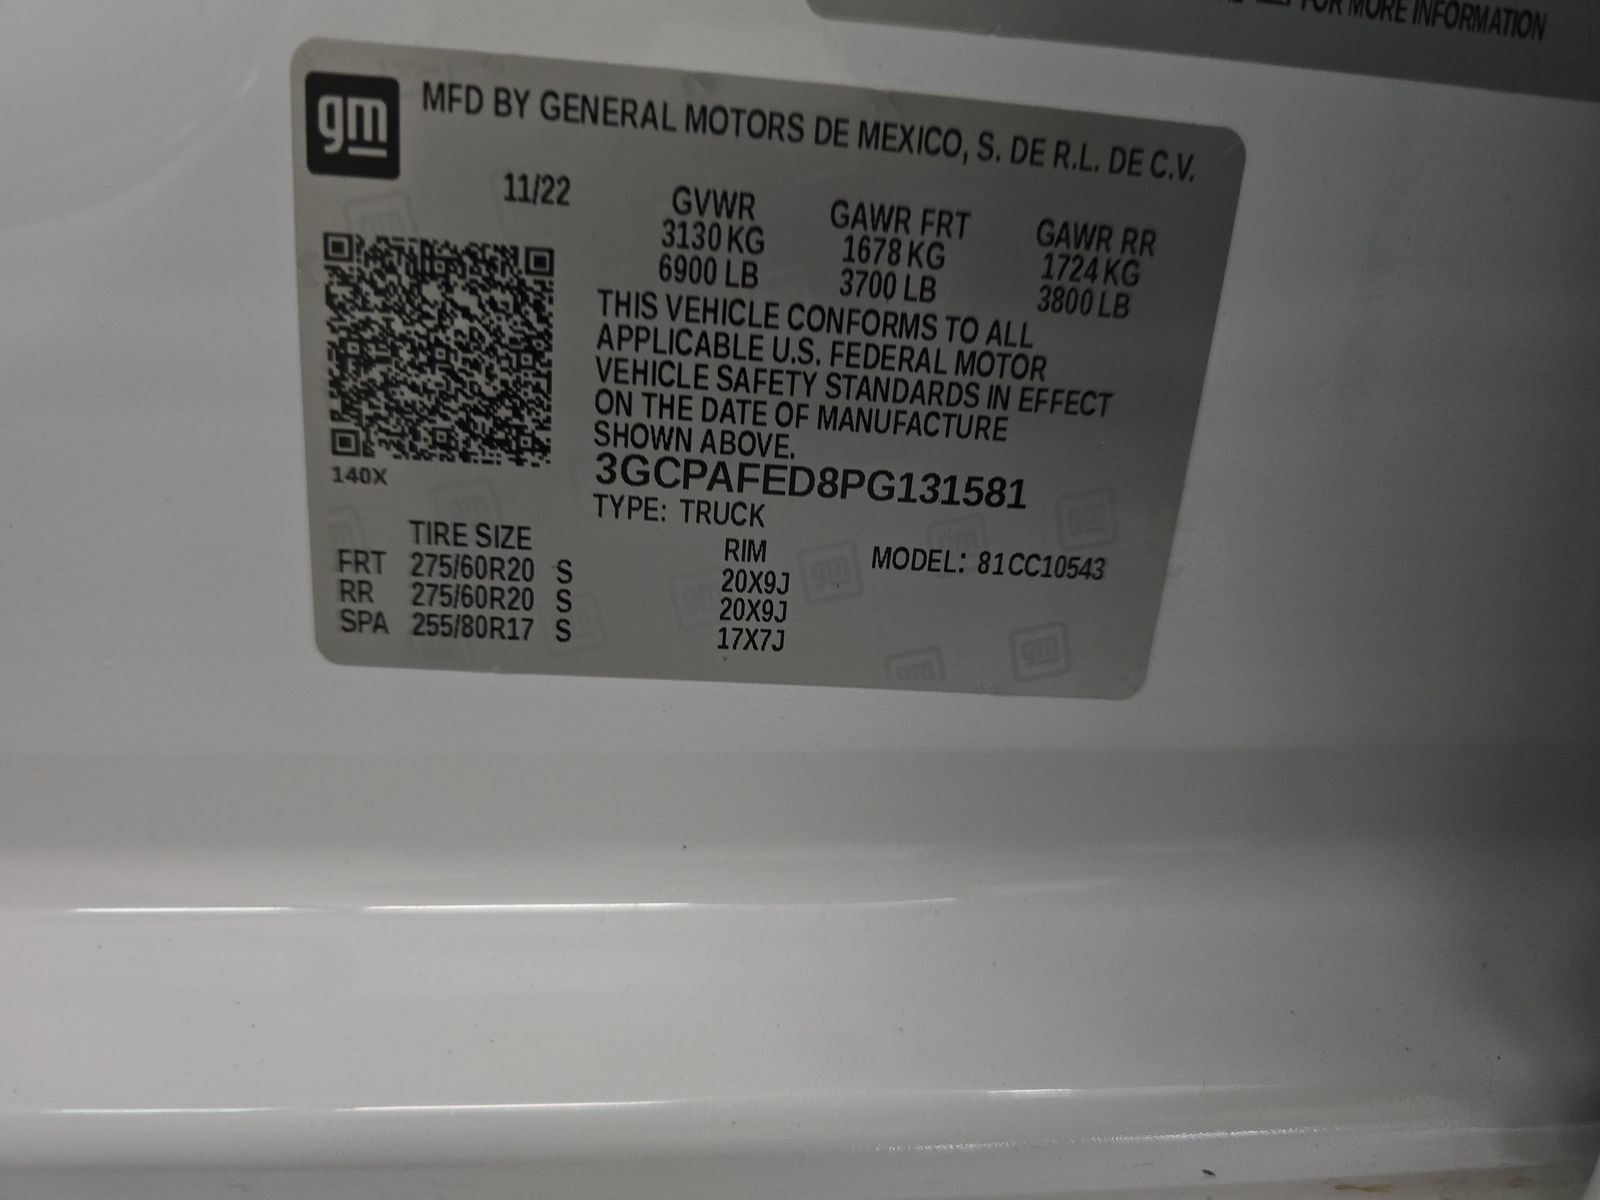 FOR MORE INFORMATION
gm
MFD BY GENERAL MOTORS DE MEXICO, S. DE R.L. DE C.V.
11/22
GVWR GAWR FRT GAWR RR
3130 KG 1678 KG 1724 KG
6900 LB 3700 LB 3800 LB
THIS VEHICLE CONFORMS TO ALL
APPLICABLE U.S. FEDERAL MOTOR
VEHICLE SAFETY STANDARDS IN EFFECT
ON THE DATE OF MANUFACTURE
SHOWN ABOVE.
140X
3GCPAFED8PG131581
TYPE: TRUCK
TIRE SIZE RIM MODEL: 81CC10543
FRT 275/60R20 S 20X9J
RR 275/60R20 S 20X9J
SPA 255/80R17 S 17X7J